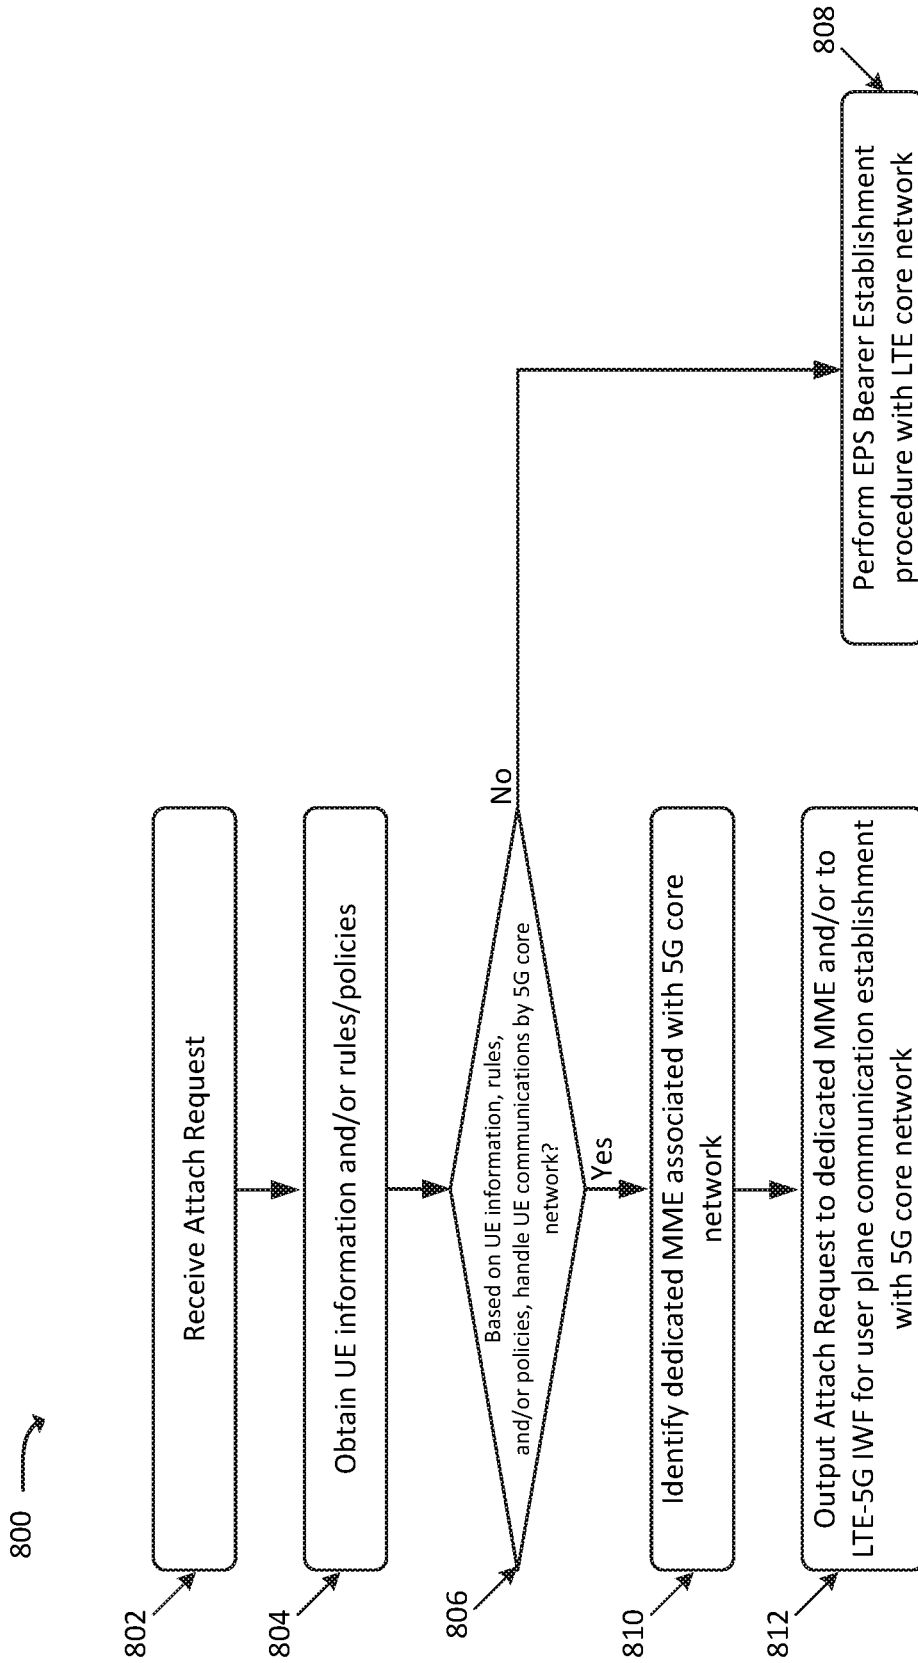 800
802
Receive Attach Request
804
Obtain UE information and/or rules/policies
806
Based on UE information, rules,
and/or policies, handle UE communications by 5G core
network?
No
Yes
810
Identify dedicated MME associated with 5G core
network
812
Output Attach Request to dedicated MME and/or to
LTE-5G IWF for user plane communication establishment
with 5G core network
808
Perform EPS Bearer Establishment
procedure with LTE core network